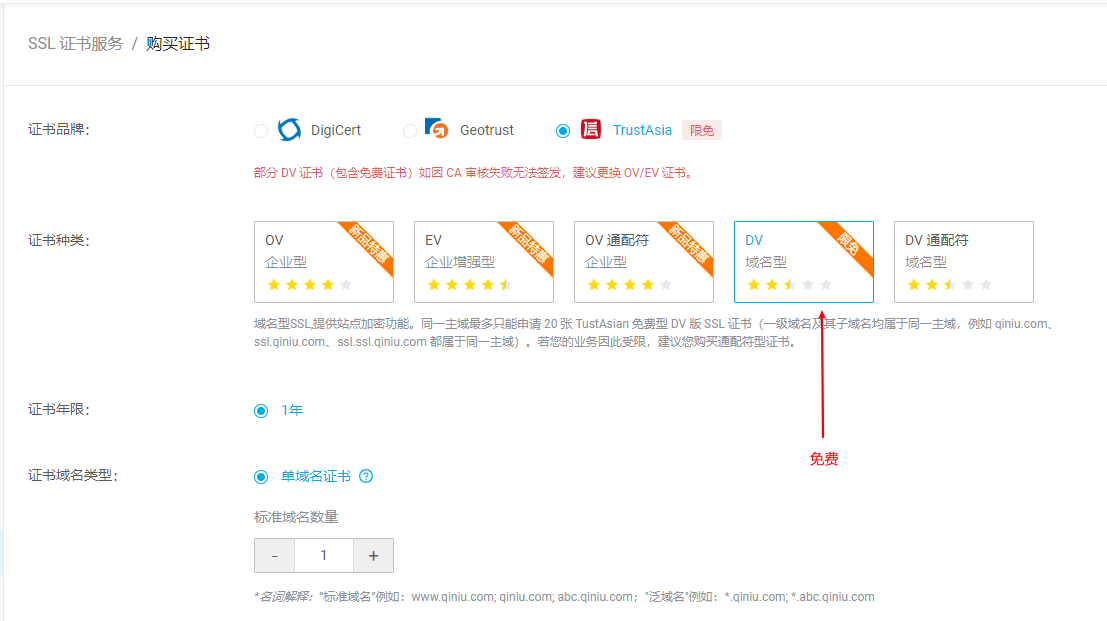 SSL 证书服务 / 购买证书
证书品牌:
DigiCert
Geotrust
TrustAsia
限免
部分 DV 证书（包含免费证书）如因 CA 审核失败无法签发，建议更换 OV/EV 证书。
证书种类:
OV
企业型
新品特惠
EV
企业增强型
新品特惠
OV 通配符
企业型
新品特惠
DV
域名型
限免
DV 通配符
域名型
域名型SSL,提供站点加密功能。同一主域最多只能申请 20 张 TrustAsian 免费型 DV 版 SSL 证书（一级域名及其子域名均属于同一主域，例如 qiniu.com、
ssl.qiniu.com、ssl.ssl.qiniu.com 都属于同一主域）。若您的业务因此受限，建议您购买通配符型证书。
证书年限:
1年
免费
证书域名类型:
单域名证书 ?
标准域名数量
- 1 +
*名词解释: "标准域名"例如：www.qiniu.com; qiniu.com; abc.qiniu.com；"泛域名"例如：*.qiniu.com; *.abc.qiniu.com